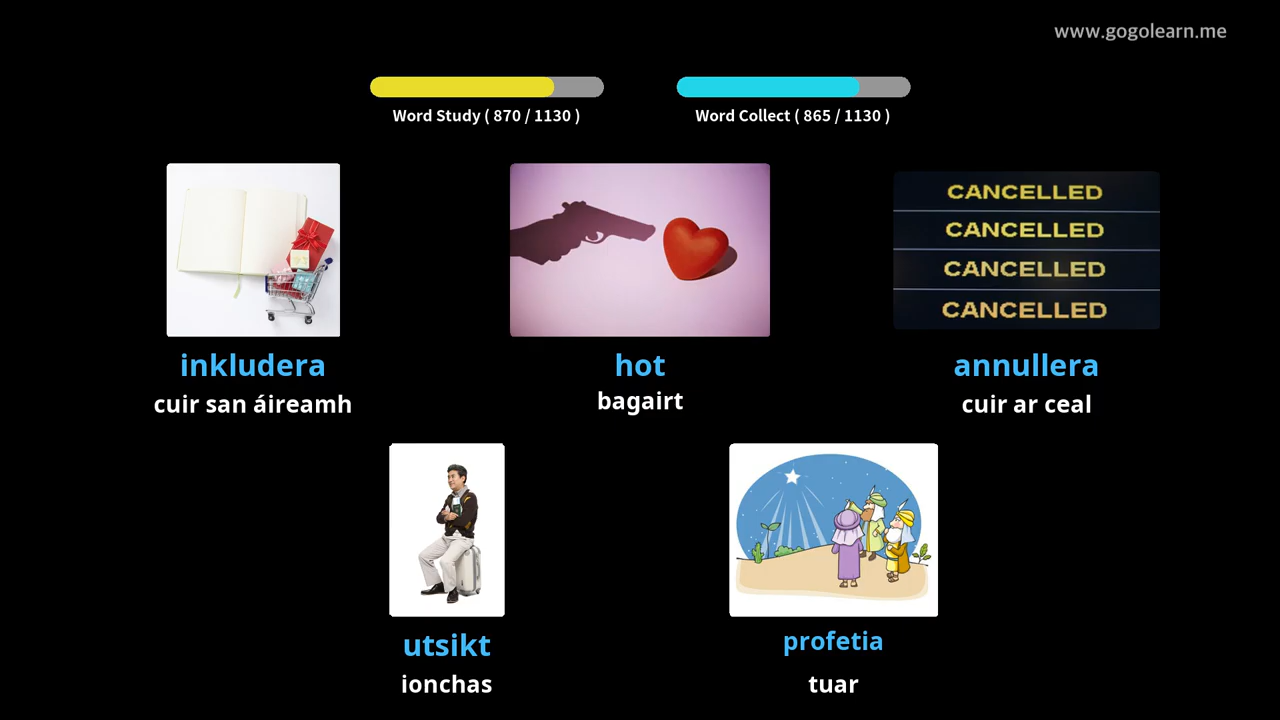 www.gogolearn.me
Word Study ( 870 / 1130 )
Word Collect ( 865 / 1130 )
CANCELLED
CANCELLED
CANCELLED
CANCELLED
inkludera
cuir san áireamh
hot
bagairt
annullera
cuir ar ceal
utsikt
ionchas
profetia
tuar